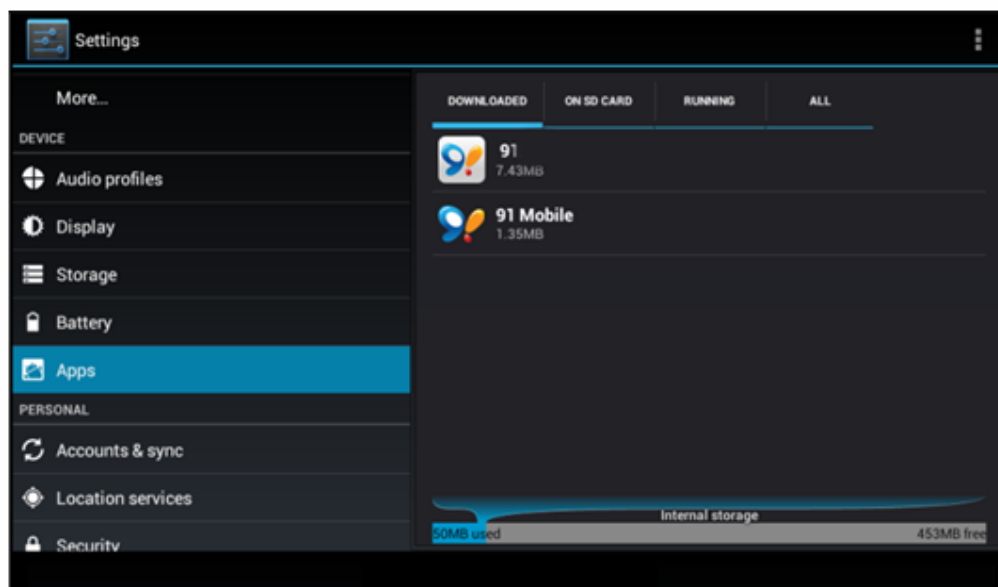 Settings
More...
DEVICE
Audio profiles
Display
Storage
Battery
Apps
PERSONAL
Accounts & sync
Location services
Security
DOWNLOADED
ON SD CARD
RUNNING
ALL
91
7.43MB
91 Mobile
1.35MB
Internal storage
50MB used
453MB free